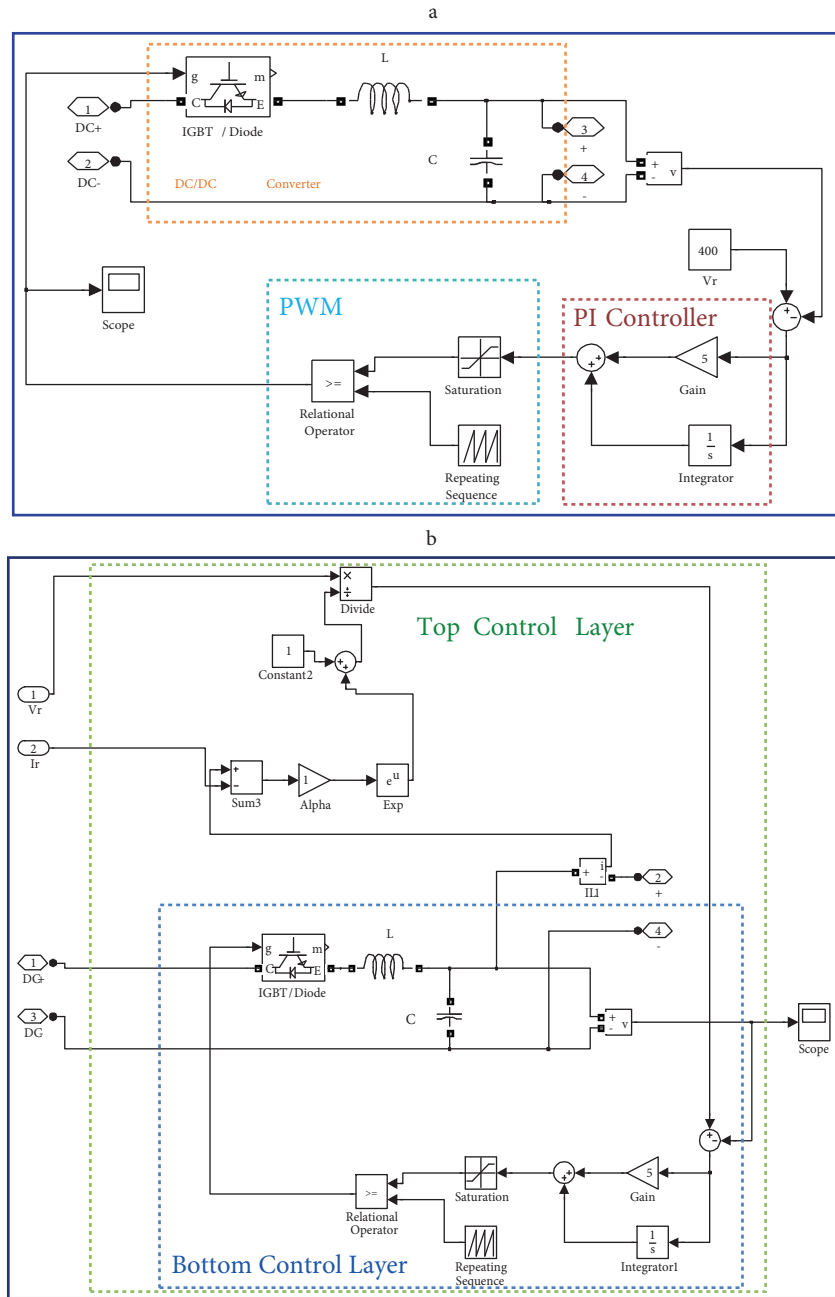 a
L
g
m
C
E
IGBT / Diode
1
DC+
2
DC-
C
DC/DC Converter
3
+
4
-
+
-
v
400
Vr
+
-
Scope
PWM
PI Controller
>=
Relational
Operator
Saturation
Repeating
Sequence
+
+
5
Gain
1
s
Integrator
b
×
÷
Divide
Top Control Layer
1
Constant2
+
+
1
Vr
2
Ir
+
-
Sum3
1
Alpha
e u
Exp
+
i
-
IL1
2
+
4
-
L
g
m
C
E
IGBT/Diode
1
DC+
3
DG
C
+
-
v
Scope
+
-
>=
Relational
Operator
Saturation
Repeating
Sequence
+
+
5
Gain
1
s
Integrator1
Bottom Control Layer